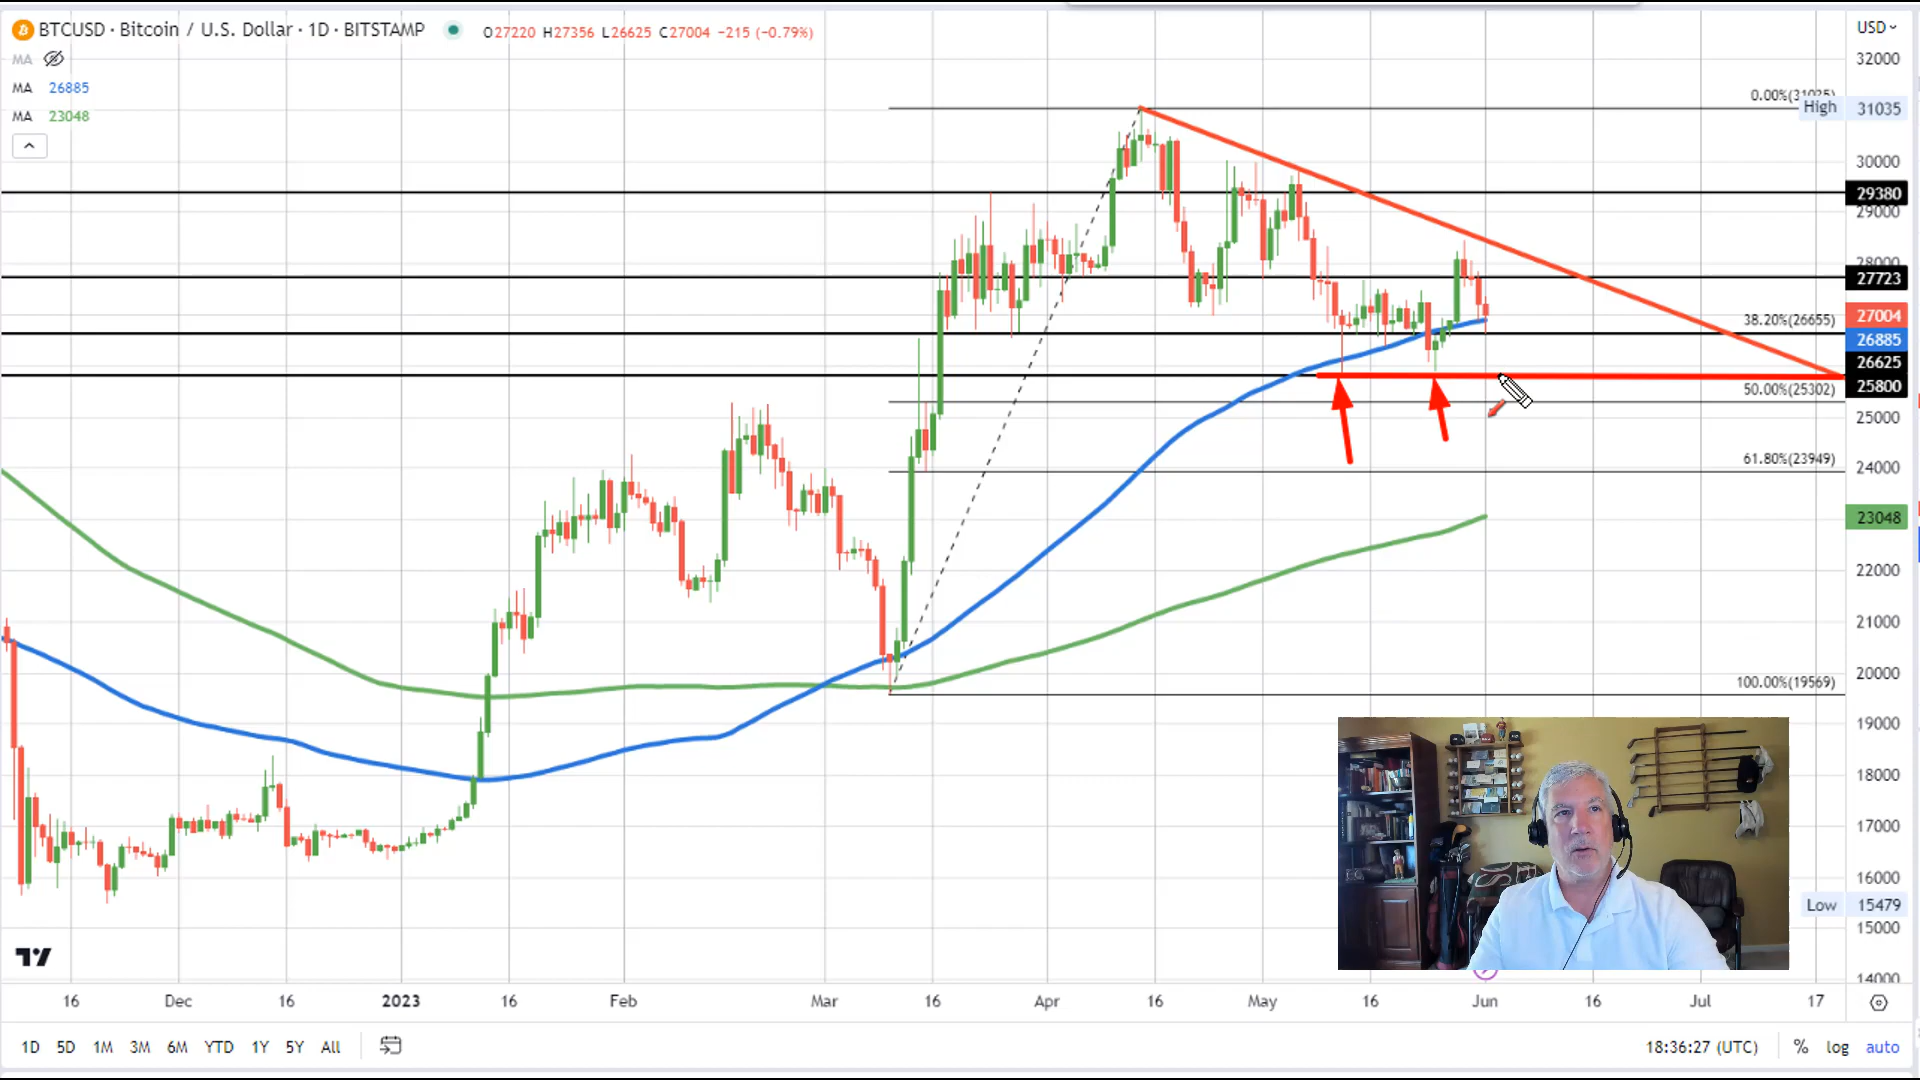 BTCUSD · Bitcoin / U.S. Dollar · 1D · BITSTAMP O27220 H27356 L26625 C27004 −215 (−0.79%)
USD
MA
MA 26885
MA 23048
32000
0.00%(31035)
High 31035
30000
29380
29000
28000
27723
27004
38.20%(26655)
26885
26625
25800
50.00%(25302)
25000
61.80%(23949)
24000
23048
22000
21000
20000
100.00%(19569)
19000
18000
17000
16000
Low 15479
15000
14000
16 Dec 16 2023 16 Feb Mar 16 Apr 16 May 16 Jun 16 Jul 17
1D 5D 1M 3M 6M YTD 1Y 5Y All
18:36:27 (UTC) % log auto